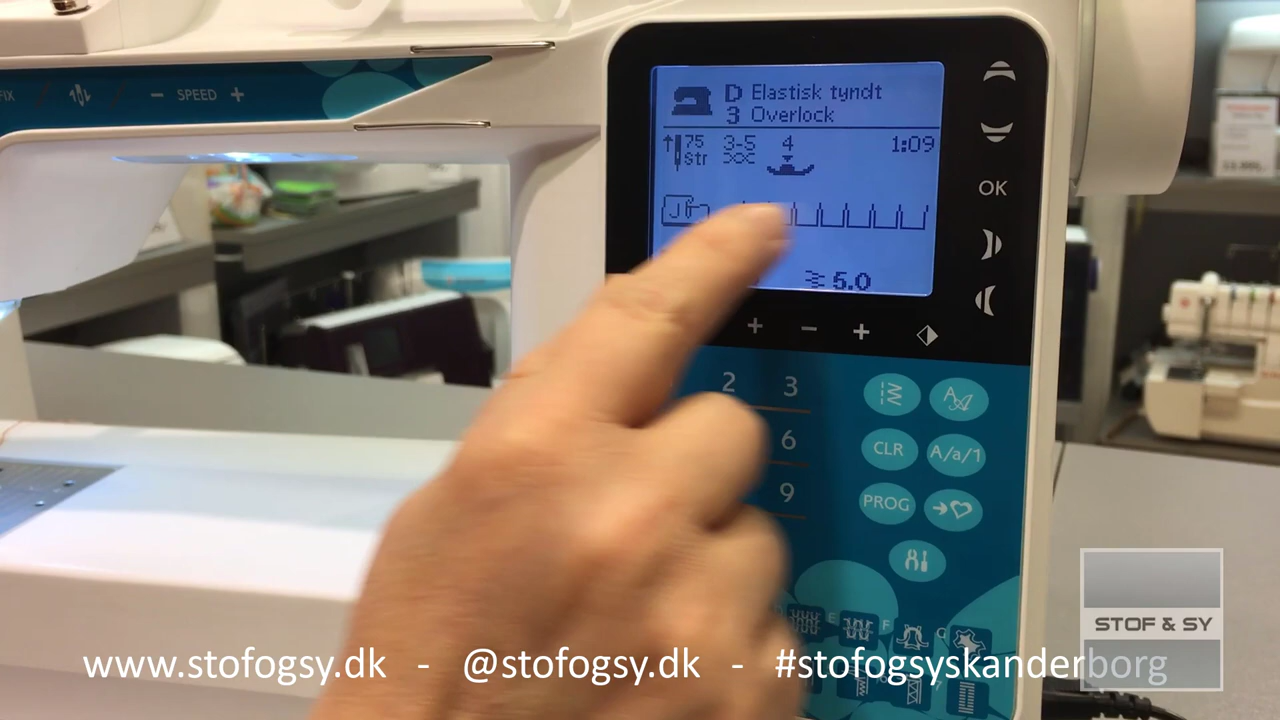 FIX
SPEED
D Elastisk tyndt
3 Overlock
75 3-5 4 1:09
str
J
5.0
OK
2 3
6
CLR A/a/1
9
PROG
E F G
STOF & SY
www.stofogsy.dk - @stofogsy.dk - #stofogsyskanderborg